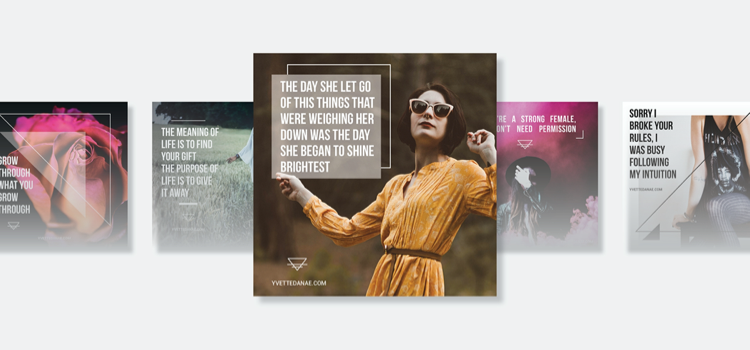 GROW
THROUGH
WHAT YOU
GROW
THROUGH
THE MEANING OF
LIFE IS TO FIND
YOUR GIFT
THE PURPOSE OF
LIFE IS TO GIVE
IT AWAY
THE DAY SHE LET GO
OF THIS THINGS THAT
WERE WEIGHING HER
DOWN WAS THE DAY
SHE BEGAN TO SHINE
BRIGHTEST
YVETTEDANAE.COM
A STRONG FEMALE,
NEED PERMISSION
SORRY I
BROKE YOUR
RULES, I
WAS BUSY
FOLLOWING
MY INTUITION
YVETTEDANAE.COM